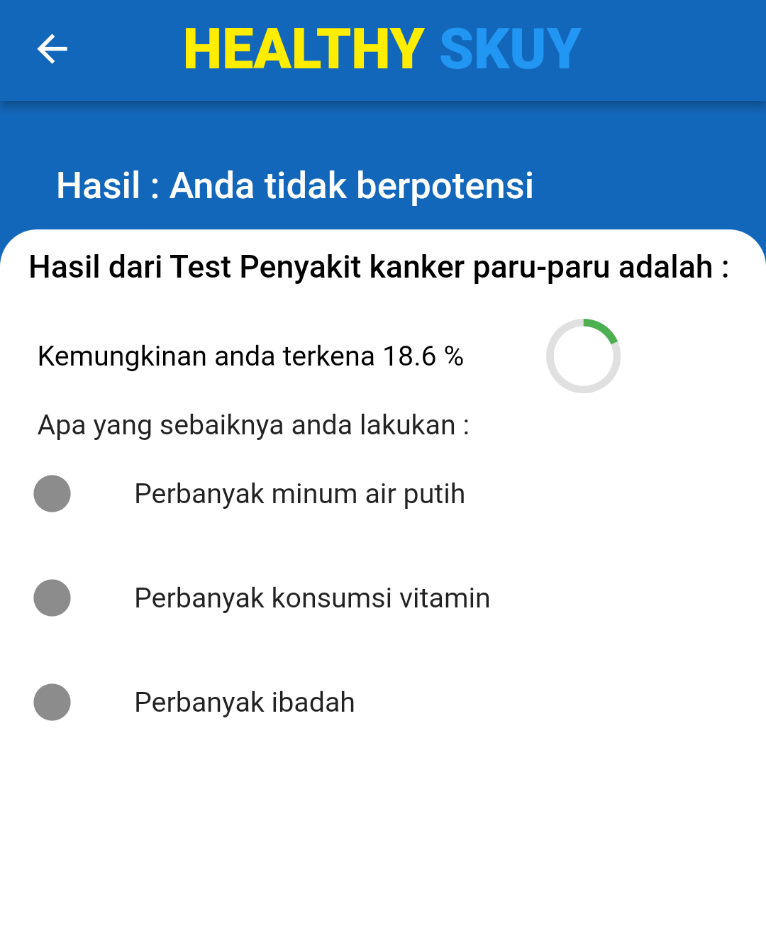 HEALTHY SKUY
Hasil : Anda tidak berpotensi
Hasil dari Test Penyakit kanker paru-paru adalah :
Kemungkinan anda terkena 18.6 %
Apa yang sebaiknya anda lakukan :
Perbanyak minum air putih
Perbanyak konsumsi vitamin
Perbanyak ibadah